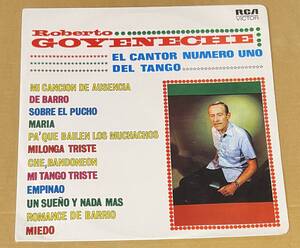 RCA
VICTOR
Roberto
GOYENECHE
EL CANTOR NUMERO UNO
DEL TANGO
MI CANCION DE AUSENCIA
DE BARRO
SOBRE EL PUCHO
MARIA
PA' QUE BAILEN LOS MUCHACHOS
MILONGA TRISTE
CHE, BANDONEÓN
MI TANGO TRISTE
EMPINAO
UN SUEÑO Y NADA MAS
ROMANCE DE BARRIO
MIEDO